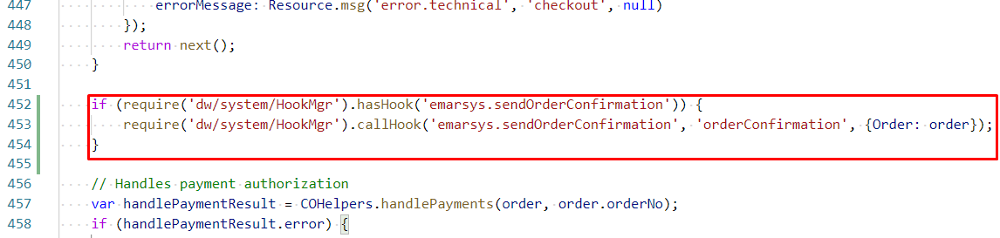 447 errorMessage: Resource.msg('error.technical', 'checkout', null)
448 });
449 return next();
450 }
451
452 if (require('dw/system/HookMgr').hasHook('emarsys.sendOrderConfirmation')) {
453 require('dw/system/HookMgr').callHook('emarsys.sendOrderConfirmation', 'orderConfirmation', {Order: order});
454 }
455
456 // Handles payment authorization
457 var handlePaymentResult = COHelpers.handlePayments(order, order.orderNo);
458 if (handlePaymentResult.error) {